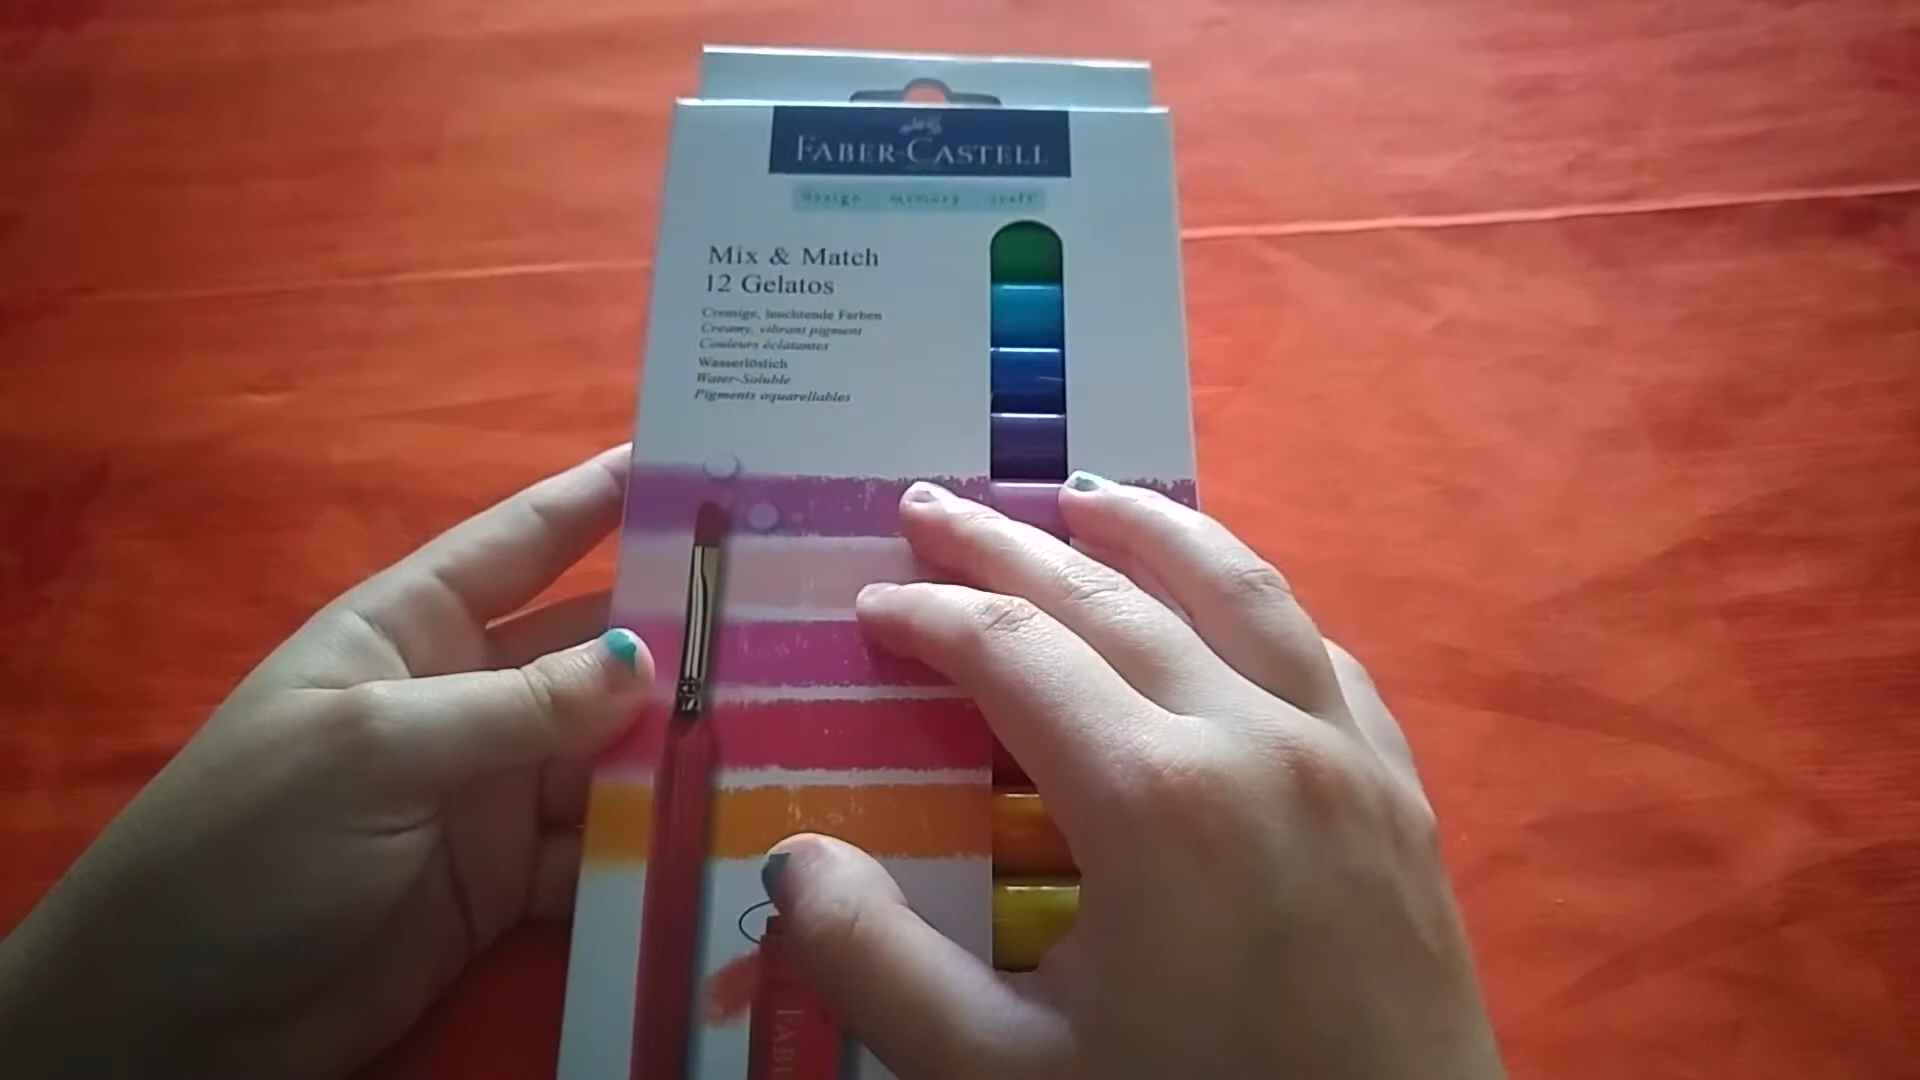 FABER-CASTELL
design memory craft
Mix & Match
12 Gelatos
Cremige, leuchtende Farben
Creamy, vibrant pigment
Couleurs éclatantes
Wasserlöslich
Water-Soluble
Pigments aquarellables
FABE